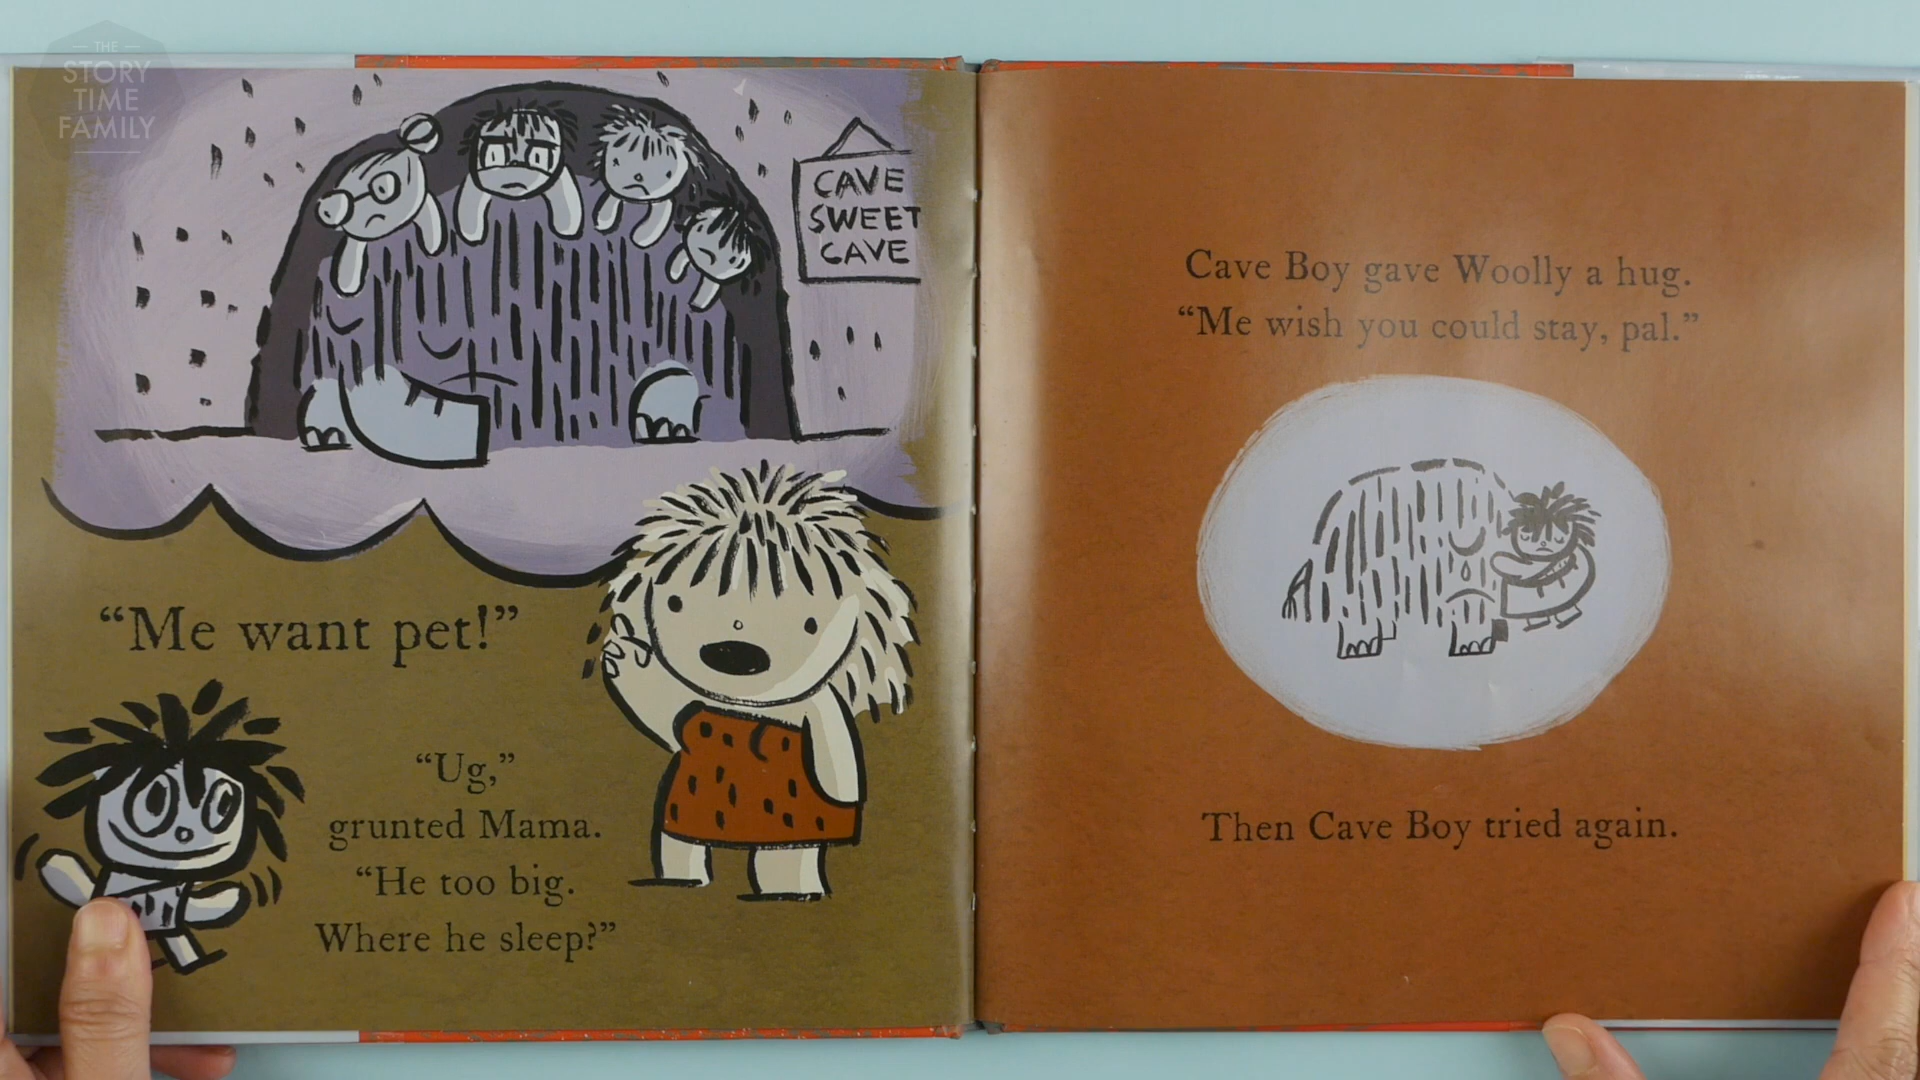 THE
STORY
TIME
FAMILY
CAVE
SWEET
CAVE
“Me want pet!”
“Ug,”
grunted Mama.
“He too big.
Where he sleep?”
Cave Boy gave Woolly a hug.
“Me wish you could stay, pal.”
Then Cave Boy tried again.